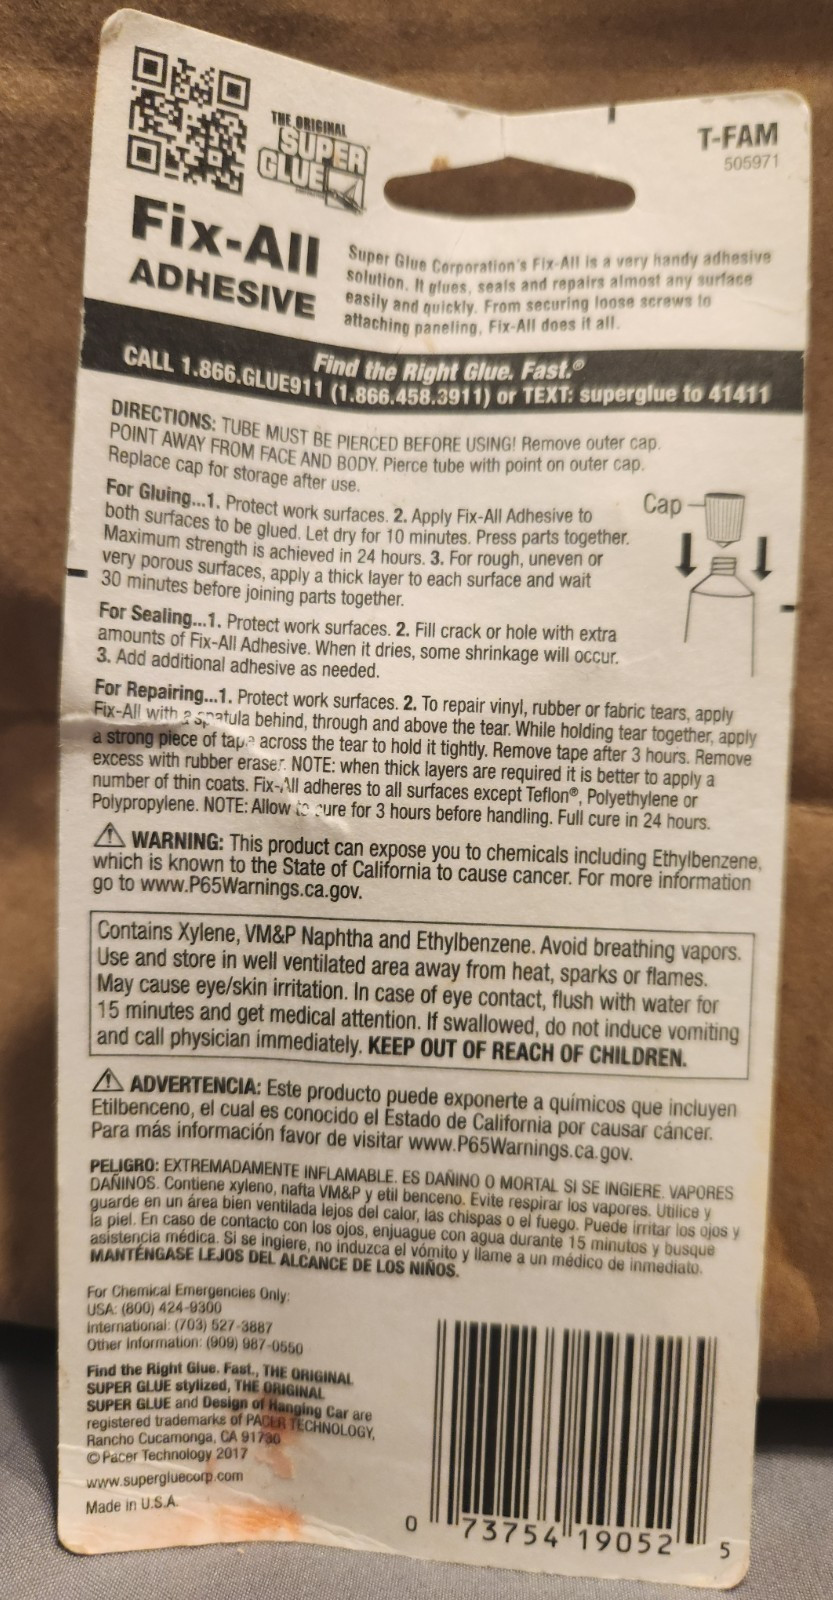 THE ORIGINAL
SUPER
GLUE
T-FAM
505971
Fix-All
ADHESIVE
Super Glue Corporation's Fix-All is a very handy adhesive
solution. It glues, seals and repairs almost any surface
easily and quickly. From securing loose screws to
attaching paneling, Fix-All does it all.
Find the Right Glue. Fast.®
CALL 1.866.GLUE911 (1.866.458.3911) or TEXT: superglue to 41411
DIRECTIONS: TUBE MUST BE PIERCED BEFORE USING! Remove outer cap.
POINT AWAY FROM FACE AND BODY. Pierce tube with point on outer cap.
Replace cap for storage after use.
For Gluing...1. Protect work surfaces. 2. Apply Fix-All Adhesive to
both surfaces to be glued. Let dry for 10 minutes. Press parts together.
Maximum strength is achieved in 24 hours. 3. For rough, uneven or
very porous surfaces, apply a thick layer to each surface and wait
30 minutes before joining parts together.
Cap
For Sealing...1. Protect work surfaces. 2. Fill crack or hole with extra
amounts of Fix-All Adhesive. When it dries, some shrinkage will occur.
3. Add additional adhesive as needed.
For Repairing...1. Protect work surfaces. 2. To repair vinyl, rubber or fabric tears, apply
Fix-All with a spatula behind, through and above the tear. While holding tear together, apply
a strong piece of tape across the tear to hold it tightly. Remove tape after 3 hours. Remove
excess with rubber eraser. NOTE: when thick layers are required it is better to apply a
number of thin coats. Fix-All adheres to all surfaces except Teflon®, Polyethylene or
Polypropylene. NOTE: Allow to cure for 3 hours before handling. Full cure in 24 hours.
⚠ WARNING: This product can expose you to chemicals including Ethylbenzene,
which is known to the State of California to cause cancer. For more information
go to www.P65Warnings.ca.gov.
Contains Xylene, VM&P Naphtha and Ethylbenzene. Avoid breathing vapors.
Use and store in well ventilated area away from heat, sparks or flames.
May cause eye/skin irritation. In case of eye contact, flush with water for
15 minutes and get medical attention. If swallowed, do not induce vomiting
and call physician immediately. KEEP OUT OF REACH OF CHILDREN.
⚠ ADVERTENCIA: Este producto puede exponerte a químicos que incluyen
Etilbenceno, el cual es conocido el Estado de California por causar cáncer.
Para más información favor de visitar www.P65Warnings.ca.gov.
PELIGRO: EXTREMADAMENTE INFLAMABLE. ES DAÑINO O MORTAL SI SE INGIERE. VAPORES
DAÑINOS. Contiene xyleno, nafta VM&P y etil benceno. Evite respirar los vapores. Utilice y
guarde en un área bien ventilada lejos del calor, las chispas o el fuego. Puede irritar los ojos y
la piel. En caso de contacto con los ojos, enjuague con agua durante 15 minutos y busque
asistencia médica. Si se ingiere, no induzca el vómito y llame a un médico de inmediato.
MANTÉNGASE LEJOS DEL ALCANCE DE LOS NIÑOS.
For Chemical Emergencies Only:
USA: (800) 424-9300
International: (703) 527-3887
Other Information: (909) 987-0550
Find the Right Glue. Fast., THE ORIGINAL
SUPER GLUE stylized, THE ORIGINAL
SUPER GLUE and Design of Hanging Car are
registered trademarks of PACER TECHNOLOGY,
Rancho Cucamonga, CA 91730
© Pacer Technology 2017
www.supergluecorp.com
Made in U.S.A.
0 73754 19052 5